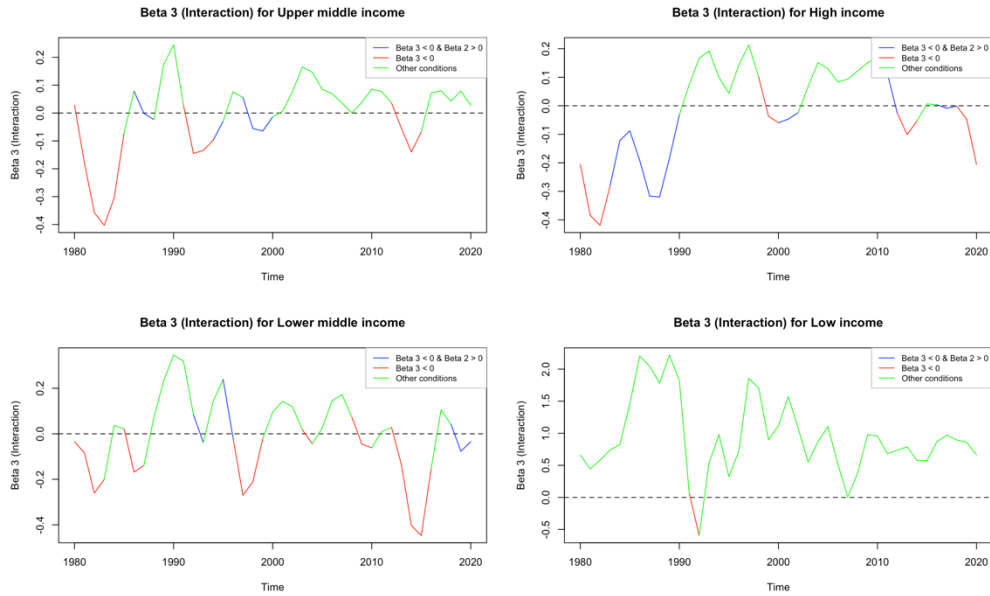 Beta 3 (Interaction) for Upper middle income
Beta 3 (Interaction)
0.2
0.1
0.0
-0.1
-0.2
-0.3
-0.4
Beta 3 < 0 & Beta 2 > 0
Beta 3 < 0
Other conditions
1980
1990
2000
2010
2020
Time
Beta 3 (Interaction) for High income
Beta 3 (Interaction)
0.2
0.1
0.0
-0.1
-0.2
-0.3
-0.4
Beta 3 < 0 & Beta 2 > 0
Beta 3 < 0
Other conditions
1980
1990
2000
2010
2020
Time
Beta 3 (Interaction) for Lower middle income
Beta 3 (Interaction)
0.2
0.0
-0.2
-0.4
Beta 3 < 0 & Beta 2 > 0
Beta 3 < 0
Other conditions
1980
1990
2000
2010
2020
Time
Beta 3 (Interaction) for Low income
Beta 3 (Interaction)
2.0
1.5
1.0
0.5
0.0
-0.5
Beta 3 < 0 & Beta 2 > 0
Beta 3 < 0
Other conditions
1980
1990
2000
2010
2020
Time